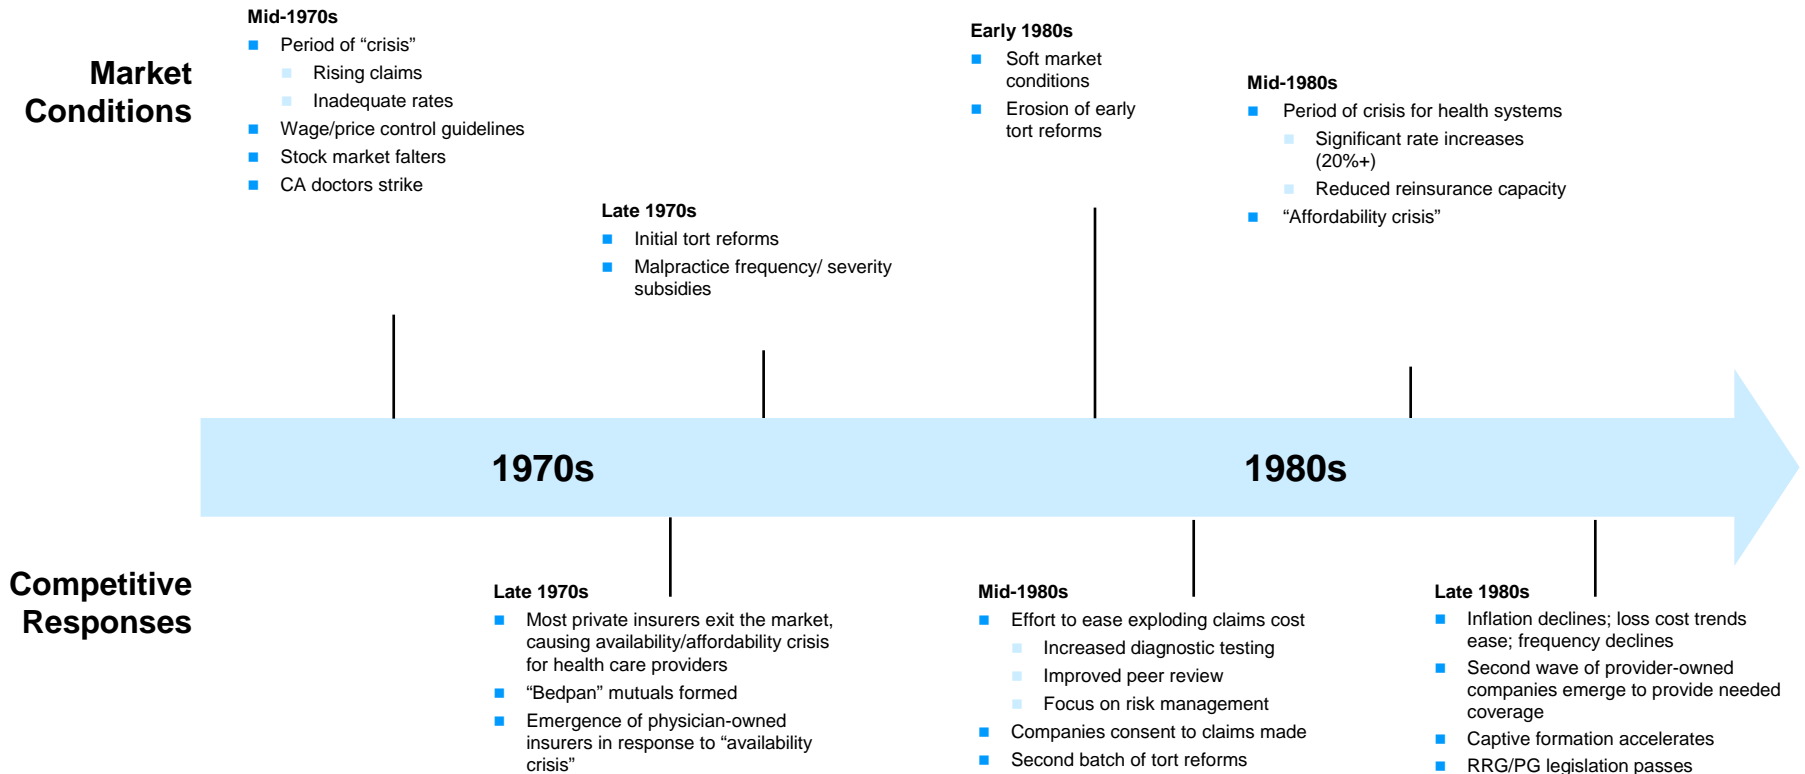 Market
Conditions
Mid-1970s
Period of “crisis”
Rising claims
Inadequate rates
Wage/price control guidelines
Stock market falters
CA doctors strike
Late 1970s
Initial tort reforms
Malpractice frequency/ severity
subsidies
Early 1980s
Soft market
conditions
Erosion of early
tort reforms
Mid-1980s
Period of crisis for health systems
Significant rate increases
(20%+)
Reduced reinsurance capacity
“Affordability crisis”
1970s
1980s
Competitive
Responses
Late 1970s
Most private insurers exit the market,
causing availability/affordability crisis
for health care providers
“Bedpan” mutuals formed
Emergence of physician-owned
insurers in response to “availability
crisis”
Mid-1980s
Effort to ease exploding claims cost
Increased diagnostic testing
Improved peer review
Focus on risk management
Companies consent to claims made
Second batch of tort reforms
Late 1980s
Inflation declines; loss cost trends
ease; frequency declines
Second wave of provider-owned
companies emerge to provide needed
coverage
Captive formation accelerates
RRG/PG legislation passes